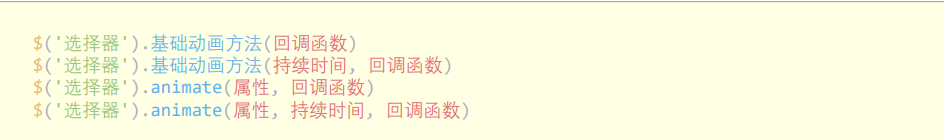 $('选择器').基础动画方法(回调函数)
$('选择器').基础动画方法(持续时间, 回调函数)
$('选择器').animate(属性, 回调函数)
$('选择器').animate(属性, 持续时间, 回调函数)